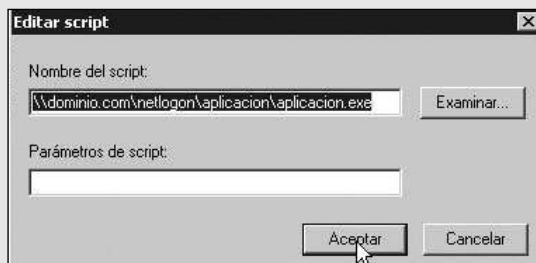 Editar script
Nombre del script:
\\dominio.com\netlogon\aplicacion\aplicacion.exe
Examinar...
Parámetros de script:
Aceptar
Cancelar